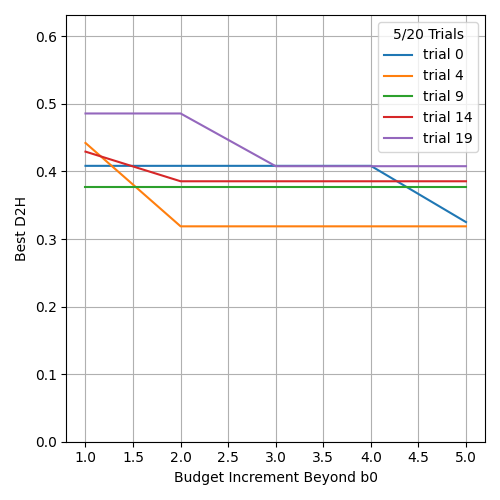 5/20 Trials
trial 0
trial 4
trial 9
trial 14
trial 19
Best D2H
0.6
0.5
0.4
0.3
0.2
0.1
0.0
1.0 1.5 2.0 2.5 3.0 3.5 4.0 4.5 5.0
Budget Increment Beyond b0